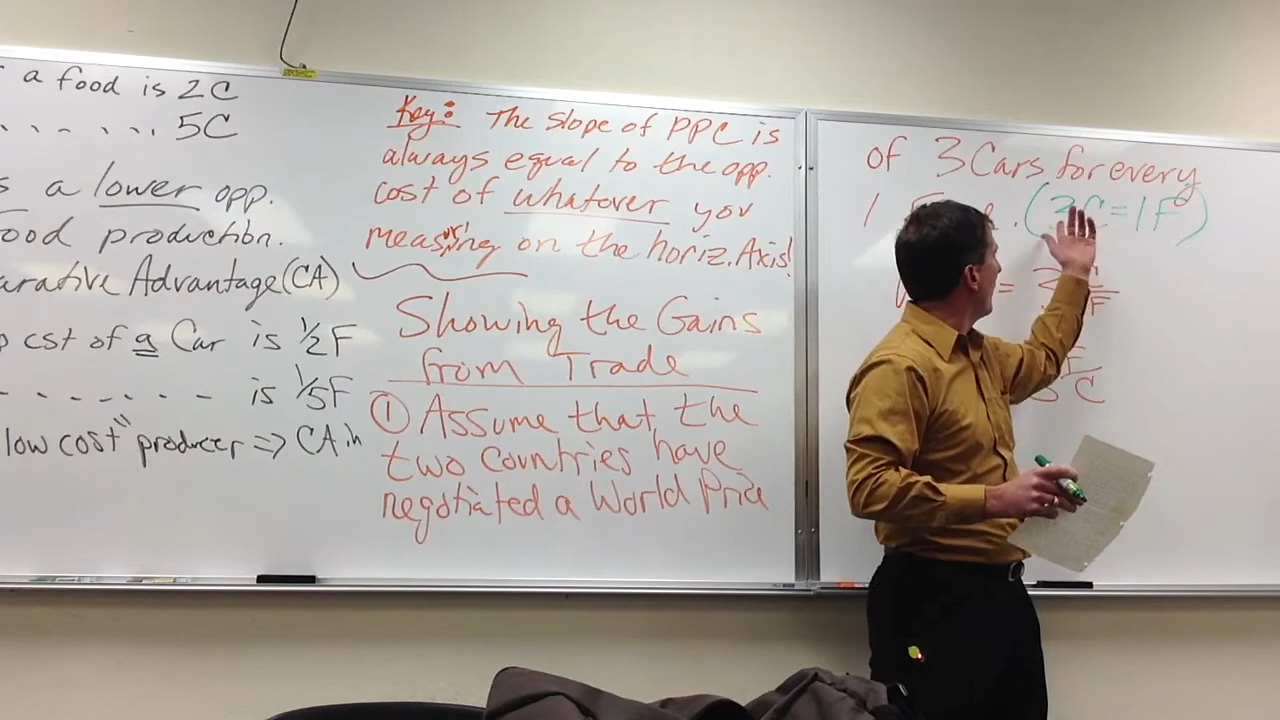 a food is 2C
. . - - . . . . 5C
a lower opp.
ood production.
arative Advantage (CA)
cst of a Car is 1/2F
- - . - - . - - is 1/5F
low cost" producer => CA in
Key: The slope of PPC is
always equal to the opp.
cost of whatever you
measuring on the horiz. Axis!
Showing the Gains
from Trade
① Assume that the
two countries have
negotiated a World Price
of 3 Cars for every
1 F . (3C=1F)
=
F
C